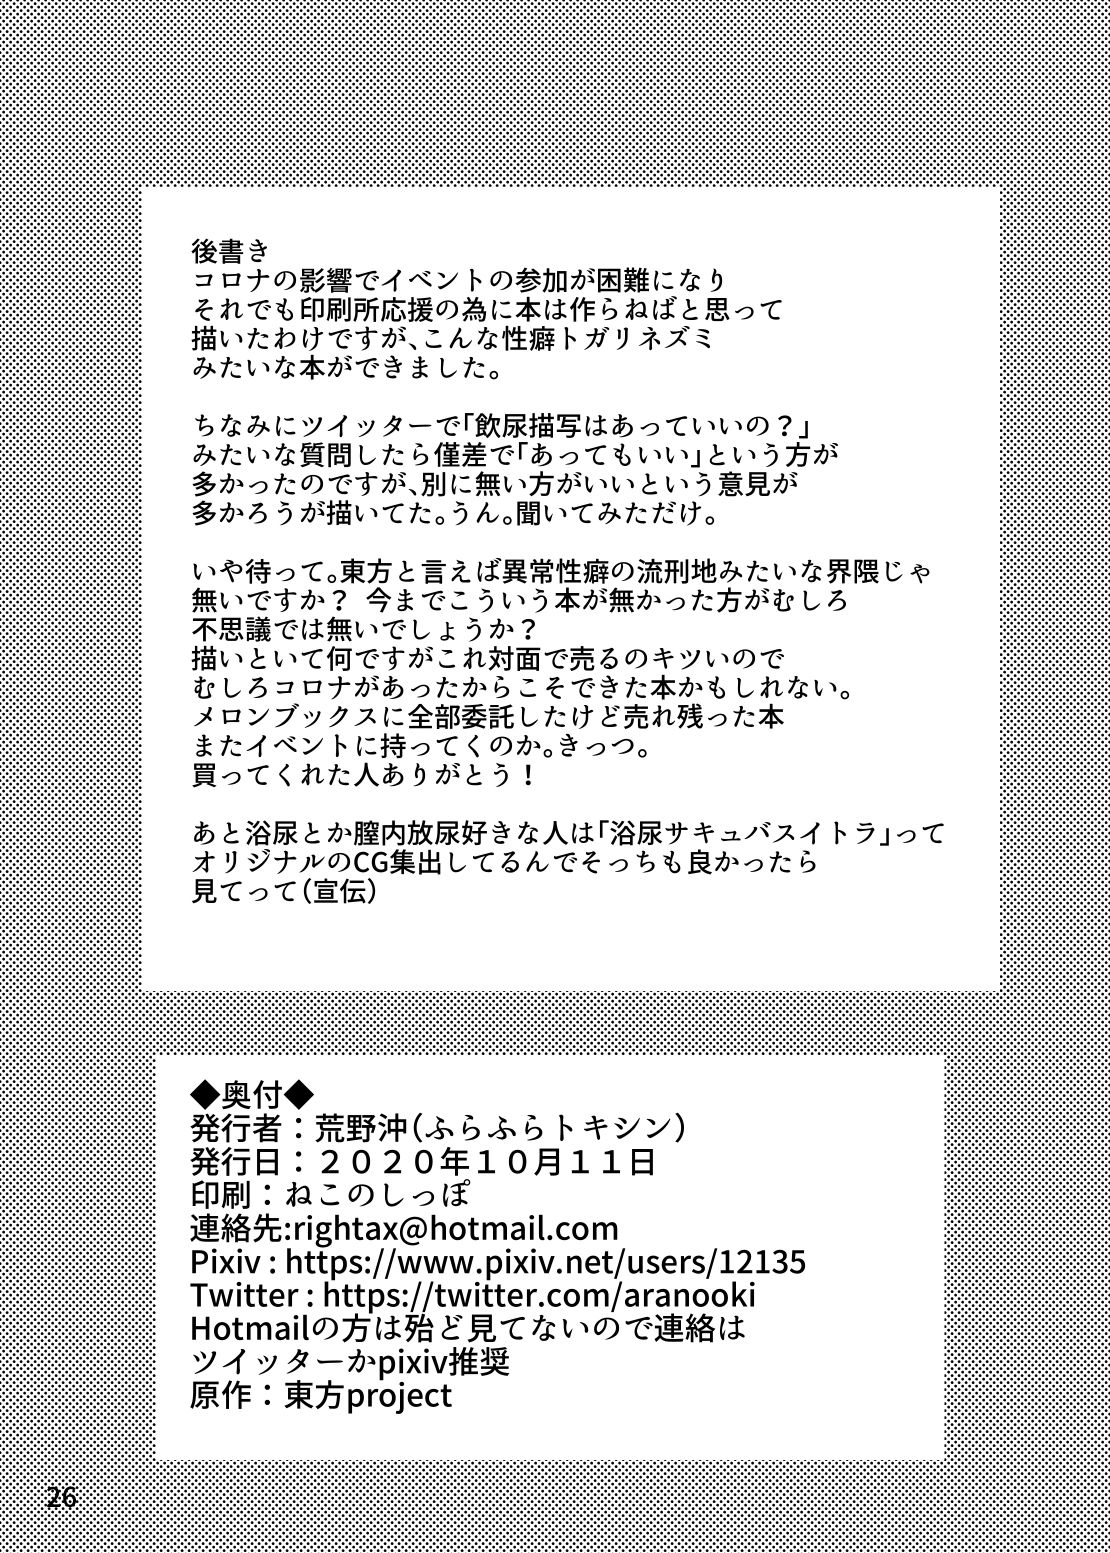 後書き
コロナの影響でイベントの参加が困難になり
それでも印刷所応援の為に本は作らねばと思って
描いたわけですが、こんな性癖トガリネズミ
みたいな本ができました。
ちなみにツイッターで「飲尿描写はあっていいの？」
みたいな質問したら僅差で「あってもいい」という方が
多かったのですが、別に無い方がいいという意見が
多かろうが描いてた。うん。聞いてみただけ。
いや待って。東方と言えば異常性癖の流刑地みたいな界隈じゃ
無いですか？ 今までこういう本が無かった方がむしろ
不思議では無いでしょうか？
描いといて何ですがこれ対面で売るのキツいので
むしろコロナがあったからこそできた本かもしれない。
メロンブックスに全部委託したけど売れ残った本
またイベントに持ってくのか。きっつ。
買ってくれた人ありがとう！
あと浴尿とか膣内放尿好きな人は「浴尿サキュバスイトラ」って
オリジナルのCG集出してるんでそっちも良かったら
見てって（宣伝）
◆奥付◆
発行者：荒野沖（ふらふらトキシン）
発行日：２０２０年１０月１１日
印刷：ねこのしっぽ
連絡先:rightax@hotmail.com
Pixiv : https://www.pixiv.net/users/12135
Twitter : https://twitter.com/aranooki
Hotmailの方は殆ど見てないので連絡は
ツイッターかpixiv推奨
原作：東方project
26